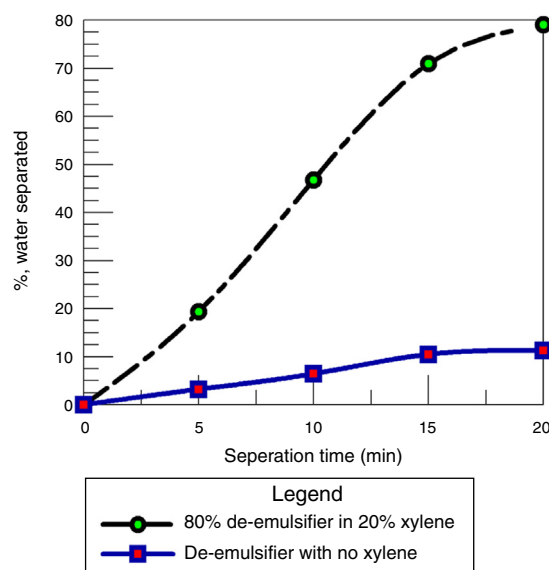 80
70
60
50
40
30
20
10
0
%, water separated
0 5 10 15 20
Seperation time (min)
Legend
80% de-emulsifier in 20% xylene
De-emulsifier with no xylene